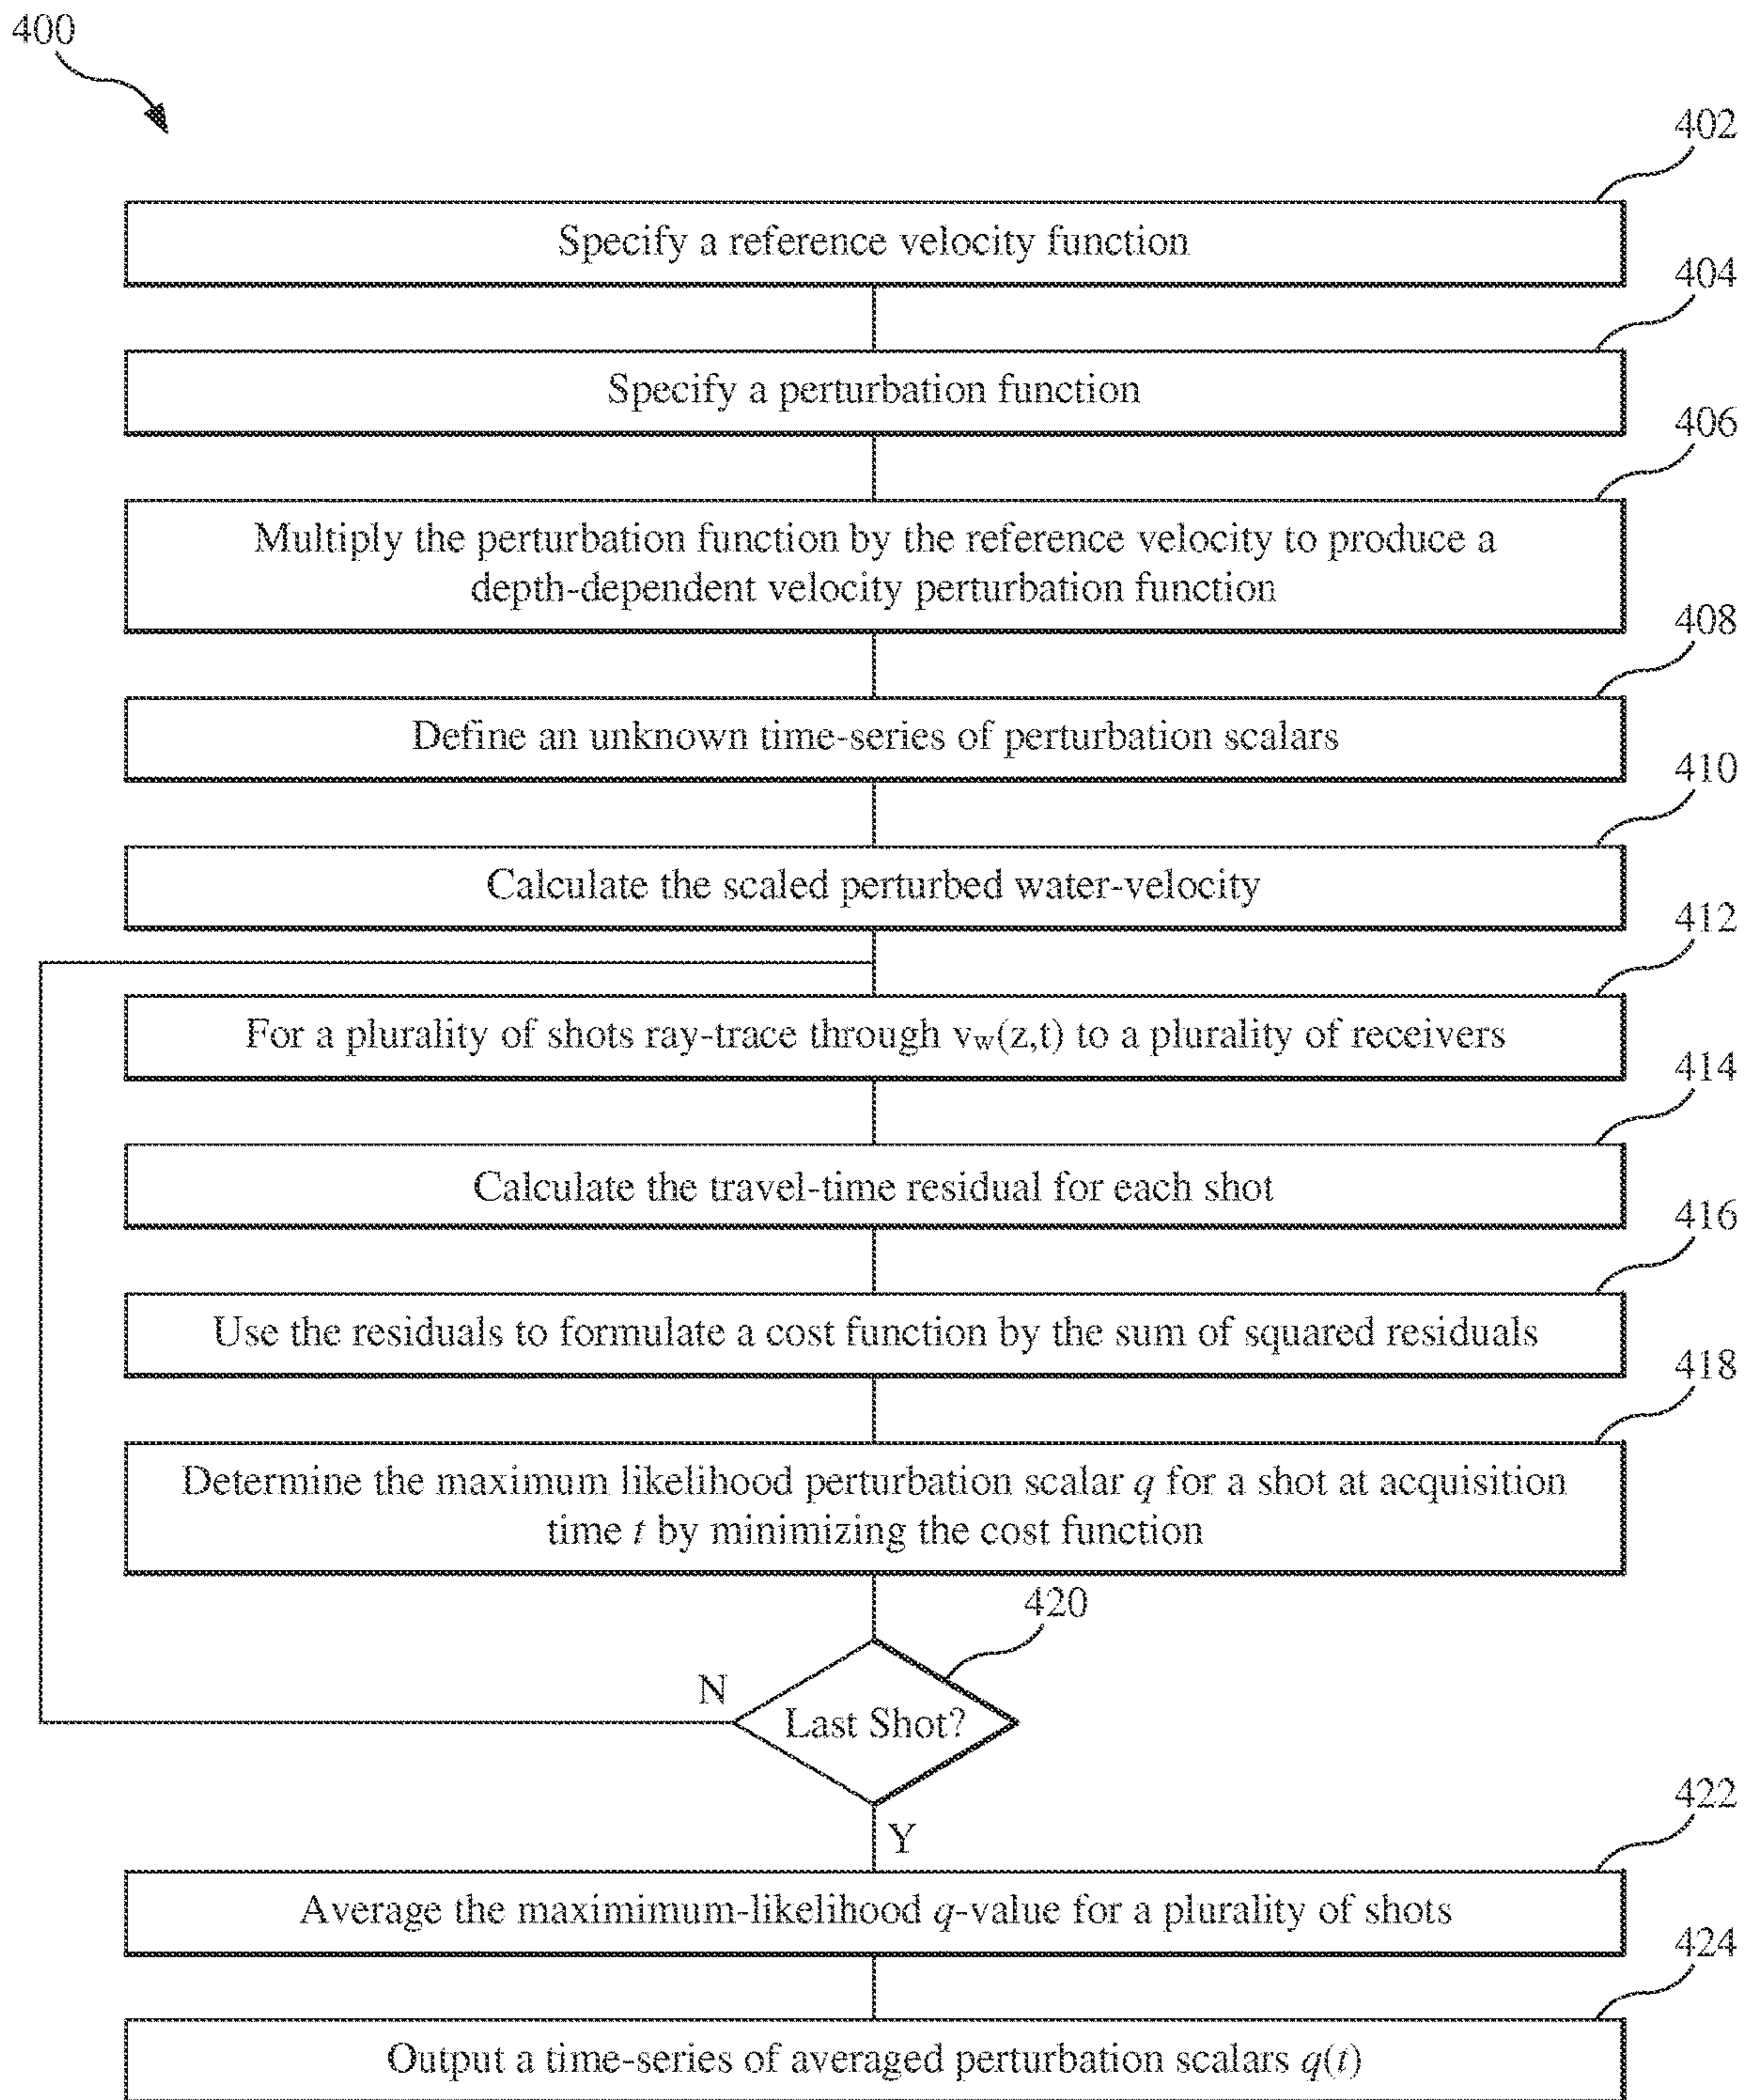 400
402
Specify a reference velocity function
404
Specify a perturbation function
406
Multiply the perturbation function by the reference velocity to produce a
depth-dependent velocity perturbation function
408
Define an unknown time-series of perturbation scalars
410
Calculate the scaled perturbed water-velocity
412
For a plurality of shots ray-trace through vw(z,t) to a plurality of receivers
414
Calculate the travel-time residual for each shot
416
Use the residuals to formulate a cost function by the sum of squared residuals
418
Determine the maximum likelihood perturbation scalar q for a shot at acquisition
time t by minimizing the cost function
420
N
Last Shot?
Y
422
Average the maximimum-likelihood q-value for a plurality of shots
424
Output a time-series of averaged perturbation scalars q(t)